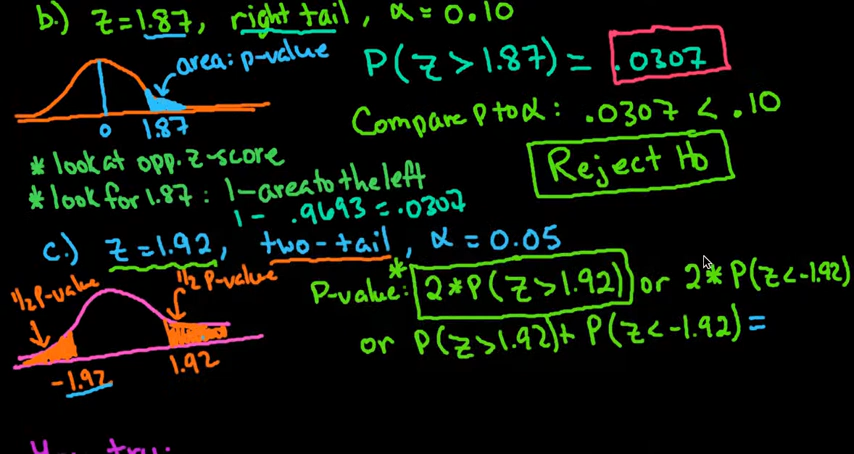 b.) z=1.87, right tail, α = 0.10
area: p-value
P(z > 1.87) = .0307
0 1.87
Compare P to α: .0307 < .10
* look at opp. z-score
Reject H0
* look for 1.87: 1-area to the left
1 - .9693 = .0307
c.) z=1.92, two-tail, α = 0.05
1/2 P-value
1/2 P-value
*
P-value: 2*P(z>1.92) or 2*P(z<-1.92)
or P(z>1.92)+ P(z<-1.92) =
-1.92
1.92
You try: